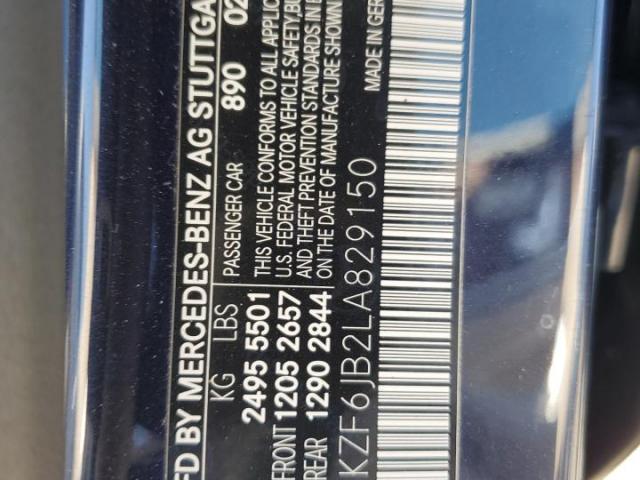 FD BY MERCEDES-BENZ AG STUTTGA
KG LBS 890 02
2495 5501 PASSENGER CAR
FRONT 1205 2657
REAR 1290 2844
THIS VEHICLE CONFORMS TO ALL APPLIC
U.S. FEDERAL MOTOR VEHICLE SAFETY, BU
AND THEFT PREVENTION STANDARDS IN E
ON THE DATE OF MANUFACTURE SHOWN
MADE IN GER
KZF6JB2LA829150